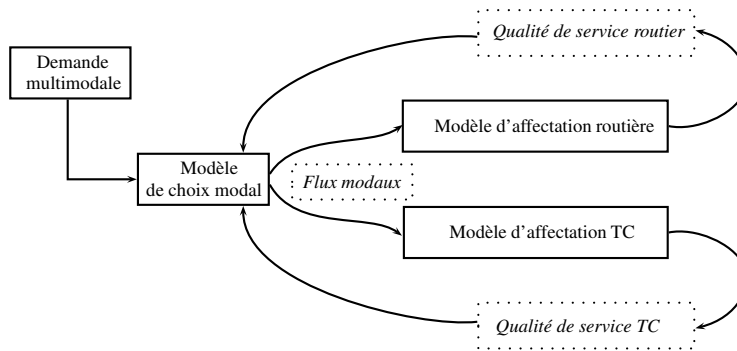 Qualité de service routier
Demande
multimodale
Modèle d'affectation routière
Modèle
de choix modal
Flux modaux
Modèle d'affectation TC
Qualité de service TC